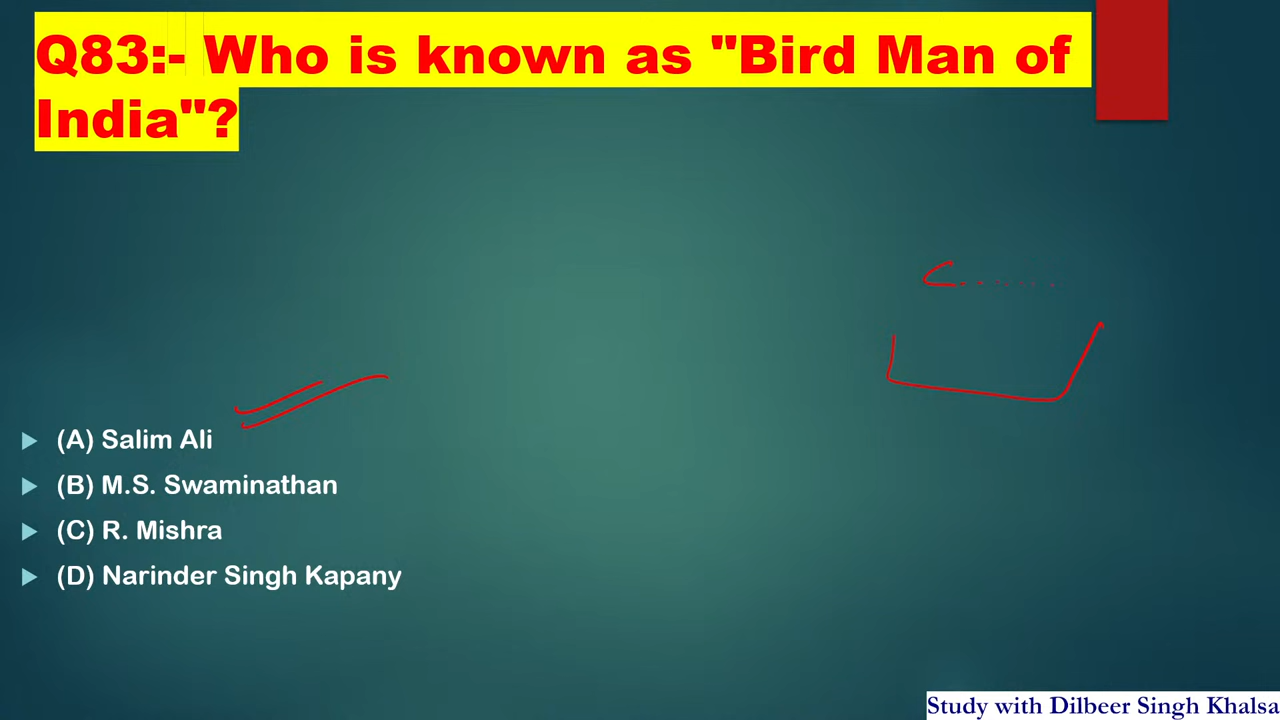 Q83:- Who is known as "Bird Man of
India"?
(A) Salim Ali
(B) M.S. Swaminathan
(C) R. Mishra
(D) Narinder Singh Kapany
Study with Dilbeer Singh Khalsa